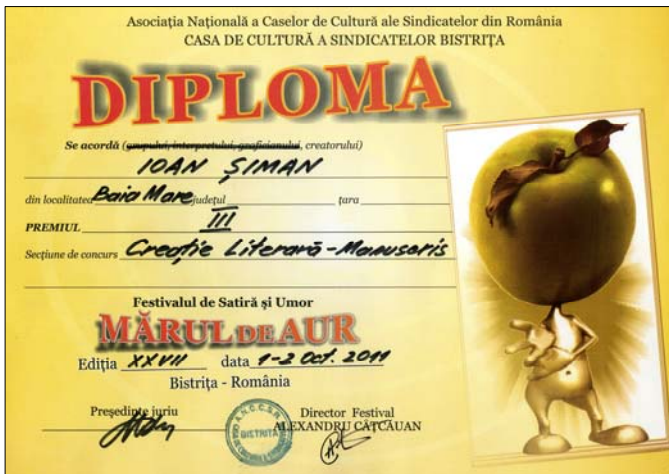 Asociația Națională a Caselor de Cultură ale Sindicatelor din România
CASA DE CULTURĂ A SINDICATELOR BISTRIȚA
DIPLOMA
Se acordă (grupului, interpretului, graficianului, creatorului)
IOAN ȘIMAN
din localitatea Baia Mare județul țara
PREMIUL III
Secțiune de concurs Creație Literară - Manuscris
Festivalul de Satiră și Umor
MĂRUL DE AUR
Ediția XXVII data 1-2 Oct. 2011
Bistrița - România
Președinte juriu
Director Festival
ALEXANDRU CÂTCĂUAN
BISTRIȚA